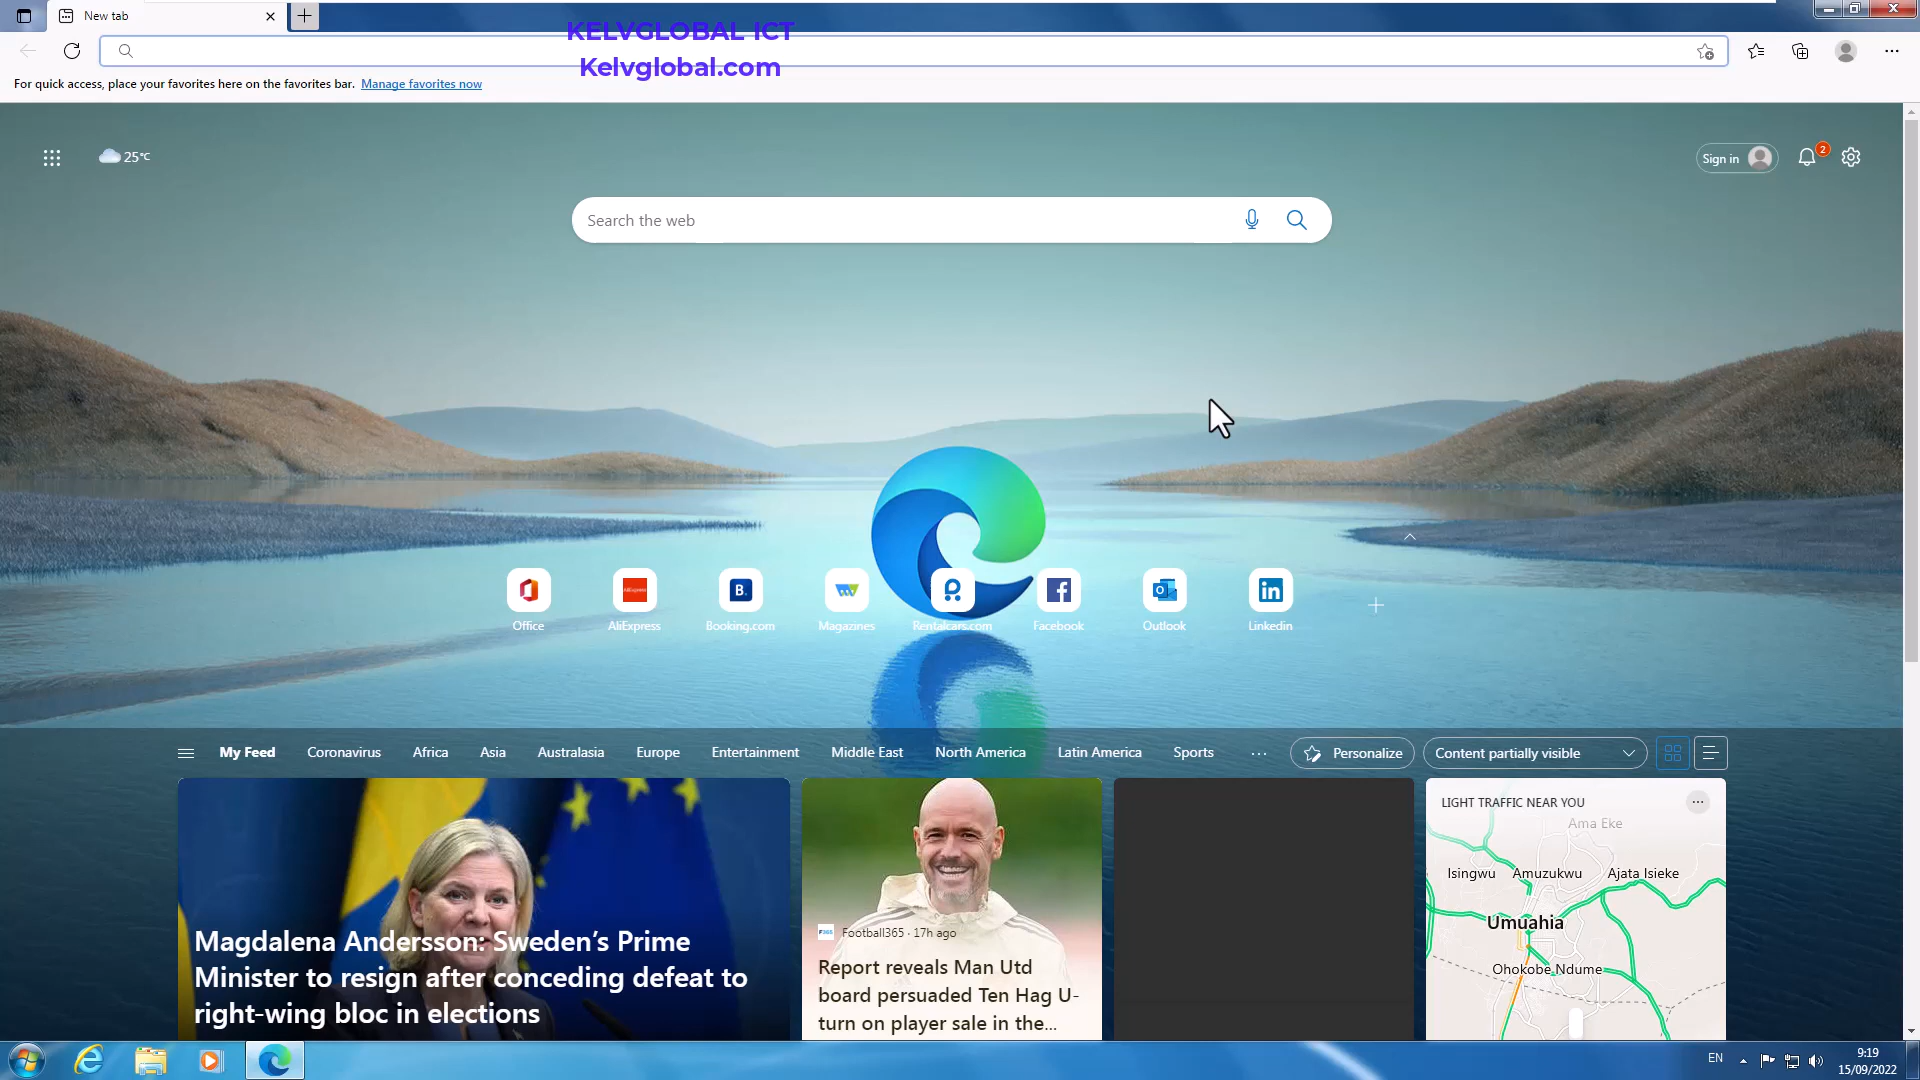 New tab
KELVGLOBAL ICT
Kelvglobal.com
For quick access, place your favorites here on the favorites bar. Manage favorites now
25°C
Sign in
2
Search the web
Office
AliExpress
Booking.com
Magazines
Rentalcars.com
Facebook
Outlook
Linkedin
My Feed Coronavirus Africa Asia Australasia Europe Entertainment Middle East North America Latin America Sports ... Personalize Content partially visible
Magdalena Andersson: Sweden's Prime
Minister to resign after conceding defeat to
right-wing bloc in elections
F365 Football365 · 17h ago
Report reveals Man Utd
board persuaded Ten Hag U-
turn on player sale in the...
LIGHT TRAFFIC NEAR YOU
Ama Eke
Isingwu Amuzukwu Ajata Isieke
Umuahia
Ohokobe Ndume
EN
9:19
15/09/2022